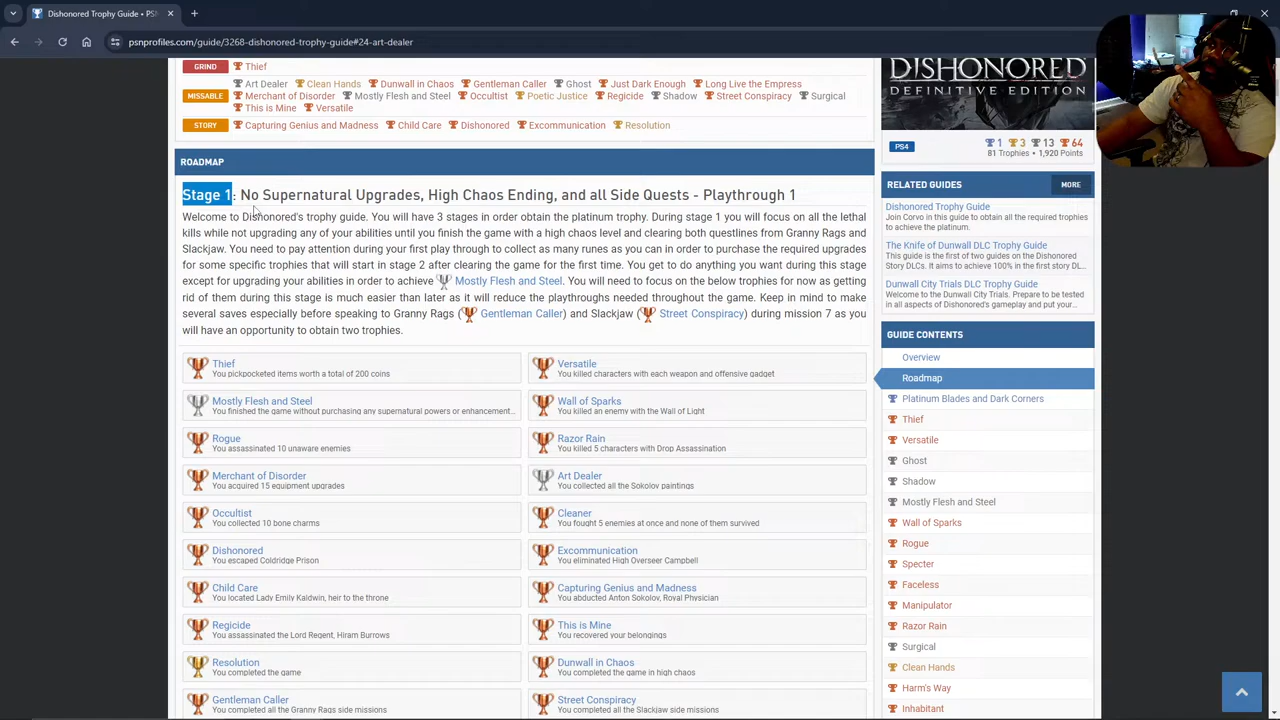 Dishonored Trophy Guide • PSN
psnprofiles.com/guide/3268-dishonored-trophy-guide#24-art-dealer
GRIND
Thief
MISSABLE
Art Dealer Clean Hands Dunwall in Chaos Gentleman Caller Ghost Just Dark Enough Long Live the Empress
Merchant of Disorder Mostly Flesh and Steel Occultist Poetic Justice Regicide Shadow Street Conspiracy Surgical
This is Mine Versatile
STORY
Capturing Genius and Madness Child Care Dishonored Excommunication Resolution
ROADMAP
Stage 1: No Supernatural Upgrades, High Chaos Ending, and all Side Quests - Playthrough 1
Welcome to Dishonored's trophy guide. You will have 3 stages in order obtain the platinum trophy. During stage 1 you will focus on all the lethal
kills while not upgrading any of your abilities until you finish the game with a high chaos level and clearing both questlines from Granny Rags and
Slackjaw. You need to pay attention during your first play through to collect as many runes as you can in order to purchase the required upgrades
for some specific trophies that will start in stage 2 after clearing the game for the first time. You get to do anything you want during this stage
except for upgrading your abilities in order to achieve Mostly Flesh and Steel. You will need to focus on the below trophies for now as getting
rid of them during this stage is much easier than later as it will reduce the playthroughs needed throughout the game. Keep in mind to make
several saves especially before speaking to Granny Rags ( Gentleman Caller) and Slackjaw ( Street Conspiracy) during mission 7 as you
will have an opportunity to obtain two trophies.
Thief
You pickpocketed items worth a total of 200 coins
Versatile
You killed characters with each weapon and offensive gadget
Mostly Flesh and Steel
You finished the game without purchasing any supernatural powers or enhancement...
Wall of Sparks
You killed an enemy with the Wall of Light
Rogue
You assassinated 10 unaware enemies
Razor Rain
You killed 5 characters with Drop Assassination
Merchant of Disorder
You acquired 15 equipment upgrades
Art Dealer
You collected all the Sokolov paintings
Occultist
You collected 10 bone charms
Cleaner
You fought 5 enemies at once and none of them survived
Dishonored
You escaped Coldridge Prison
Excommunication
You eliminated High Overseer Campbell
Child Care
You located Lady Emily Kaldwin, heir to the throne
Capturing Genius and Madness
You abducted Anton Sokolov, Royal Physician
Regicide
You assassinated the Lord Regent, Hiram Burrows
This is Mine
You recovered your belongings
Resolution
You completed the game
Dunwall in Chaos
You completed the game in high chaos
Gentleman Caller
You completed all the Granny Rags side missions
Street Conspiracy
You completed all the Slackjaw side missions
DISHONORED
DEFINITIVE EDITION
PS4
1 3 13 64
81 Trophies • 1,920 Points
RELATED GUIDES
MORE
Dishonored Trophy Guide
Join Corvo in this guide to obtain all the required trophies
to achieve the platinum.
The Knife of Dunwall DLC Trophy Guide
This guide is the first of two guides on the Dishonored
Story DLCs. It aims to achieve 100% in the first story DL...
Dunwall City Trials DLC Trophy Guide
Welcome to the Dunwall City Trials. Prepare to be tested
in all aspects of Dishonored's gameplay and put your...
GUIDE CONTENTS
Overview
Roadmap
Platinum Blades and Dark Corners
Thief
Versatile
Ghost
Shadow
Mostly Flesh and Steel
Wall of Sparks
Rogue
Specter
Faceless
Manipulator
Razor Rain
Surgical
Clean Hands
Harm's Way
Inhabitant